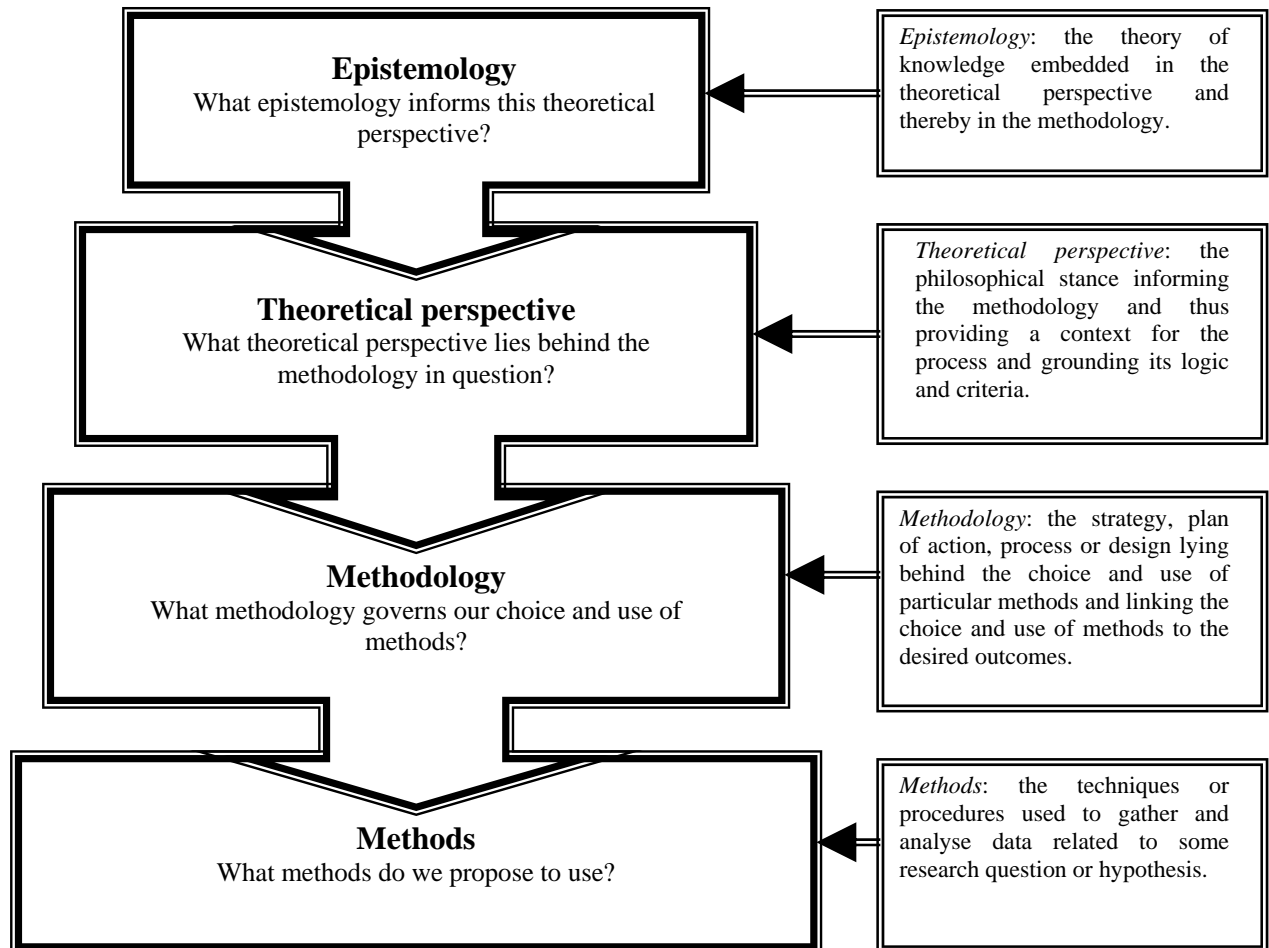 Epistemology
What epistemology informs this theoretical
perspective?
Epistemology: the theory of
knowledge embedded in the
theoretical perspective and
thereby in the methodology.
Theoretical perspective
What theoretical perspective lies behind the
methodology in question?
Theoretical perspective: the
philosophical stance informing
the methodology and thus
providing a context for the
process and grounding its logic
and criteria.
Methodology
What methodology governs our choice and use of
methods?
Methodology: the strategy, plan
of action, process or design lying
behind the choice and use of
particular methods and linking the
choice and use of methods to the
desired outcomes.
Methods
What methods do we propose to use?
Methods: the techniques or
procedures used to gather and
analyse data related to some
research question or hypothesis.